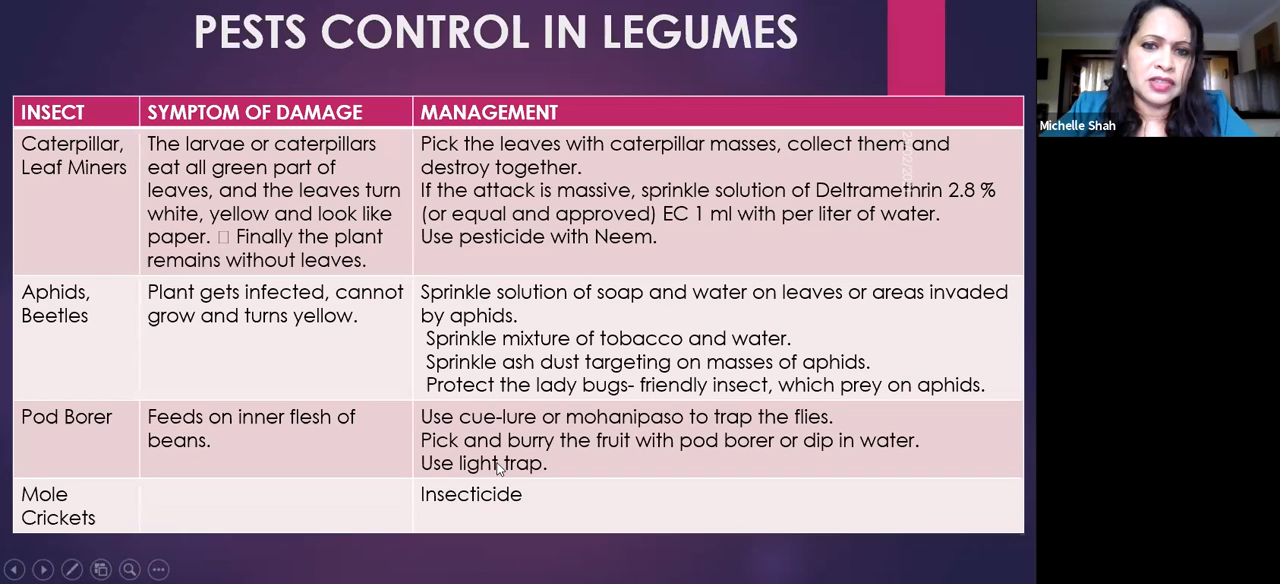 PESTS CONTROL IN LEGUMES
INSECT
SYMPTOM OF DAMAGE
MANAGEMENT
Caterpillar,
Leaf Miners
The larvae or caterpillars
eat all green part of
leaves, and the leaves turn
white, yellow and look like
paper. Finally the plant
remains without leaves.
Pick the leaves with caterpillar masses, collect them and
destroy together.
If the attack is massive, sprinkle solution of Deltramethrin 2.8 %
(or equal and approved) EC 1 ml with per liter of water.
Use pesticide with Neem.
Aphids,
Beetles
Plant gets infected, cannot
grow and turns yellow.
Sprinkle solution of soap and water on leaves or areas invaded
by aphids.
Sprinkle mixture of tobacco and water.
Sprinkle ash dust targeting on masses of aphids.
Protect the lady bugs- friendly insect, which prey on aphids.
Pod Borer
Feeds on inner flesh of
beans.
Use cue-lure or mohanipaso to trap the flies.
Pick and burry the fruit with pod borer or dip in water.
Use light trap.
Mole
Crickets
Insecticide
Michelle Shah